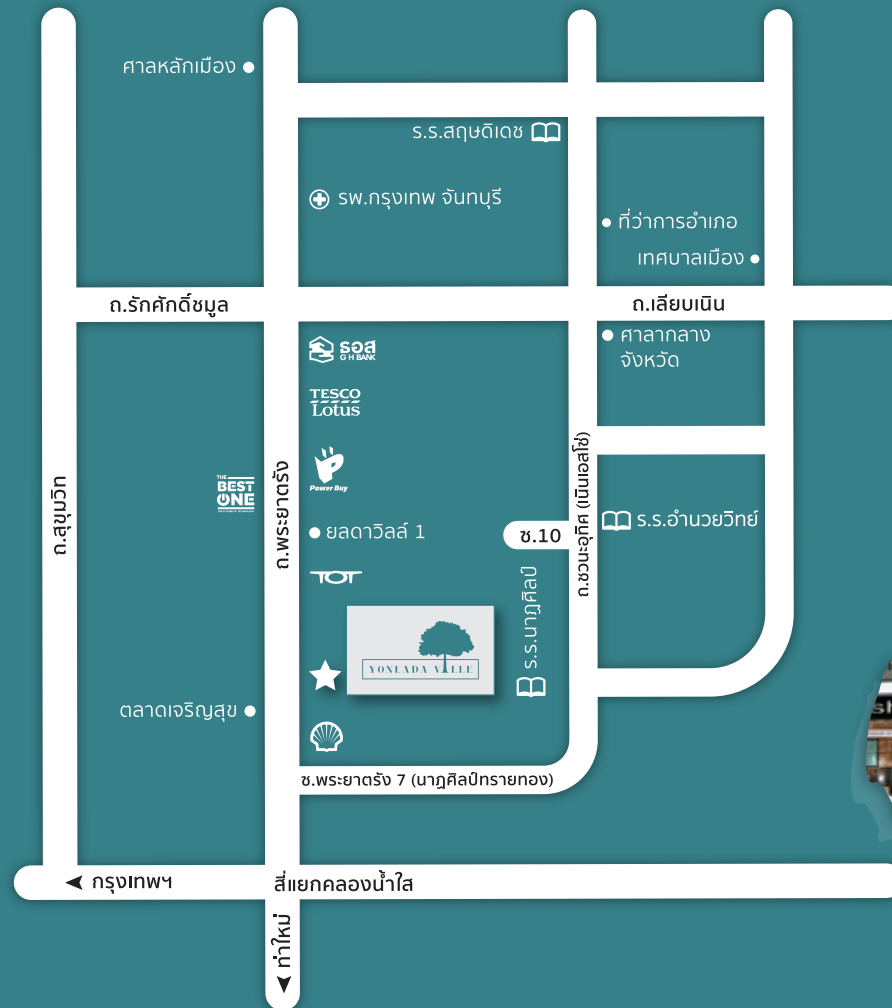 ศาลหลักเมือง
ร.ร.สฤษดิเดช
รพ.กรุงเทพ จันทบุรี
ที่ว่าการอำเภอ
เทศบาลเมือง
ถ.รักศักดิ์ชมูล
ถ.เลียบเนิน
ธอส
G H BANK
ศาลากลาง
จังหวัด
TESCO
Lotus
ถ.สุขุมวิท
THE
BEST
ONE
ถ.พระยาตรัง
Power Buy
ถ.ชวนะอุทิศ (เนินเอสโซ่)
ยลดาวิลล์ 1
ซ.10
ร.ร.อำนวยวิทย์
TOT
ร.ร.นาฏศิลป์
YONLADA VILLE
ตลาดเจริญสุข
ซ.พระยาตรัง 7 (นาฏศิลป์ทรายทอง)
กรุงเทพฯ
สี่แยกคลองน้ำใส
ท่าใหม่